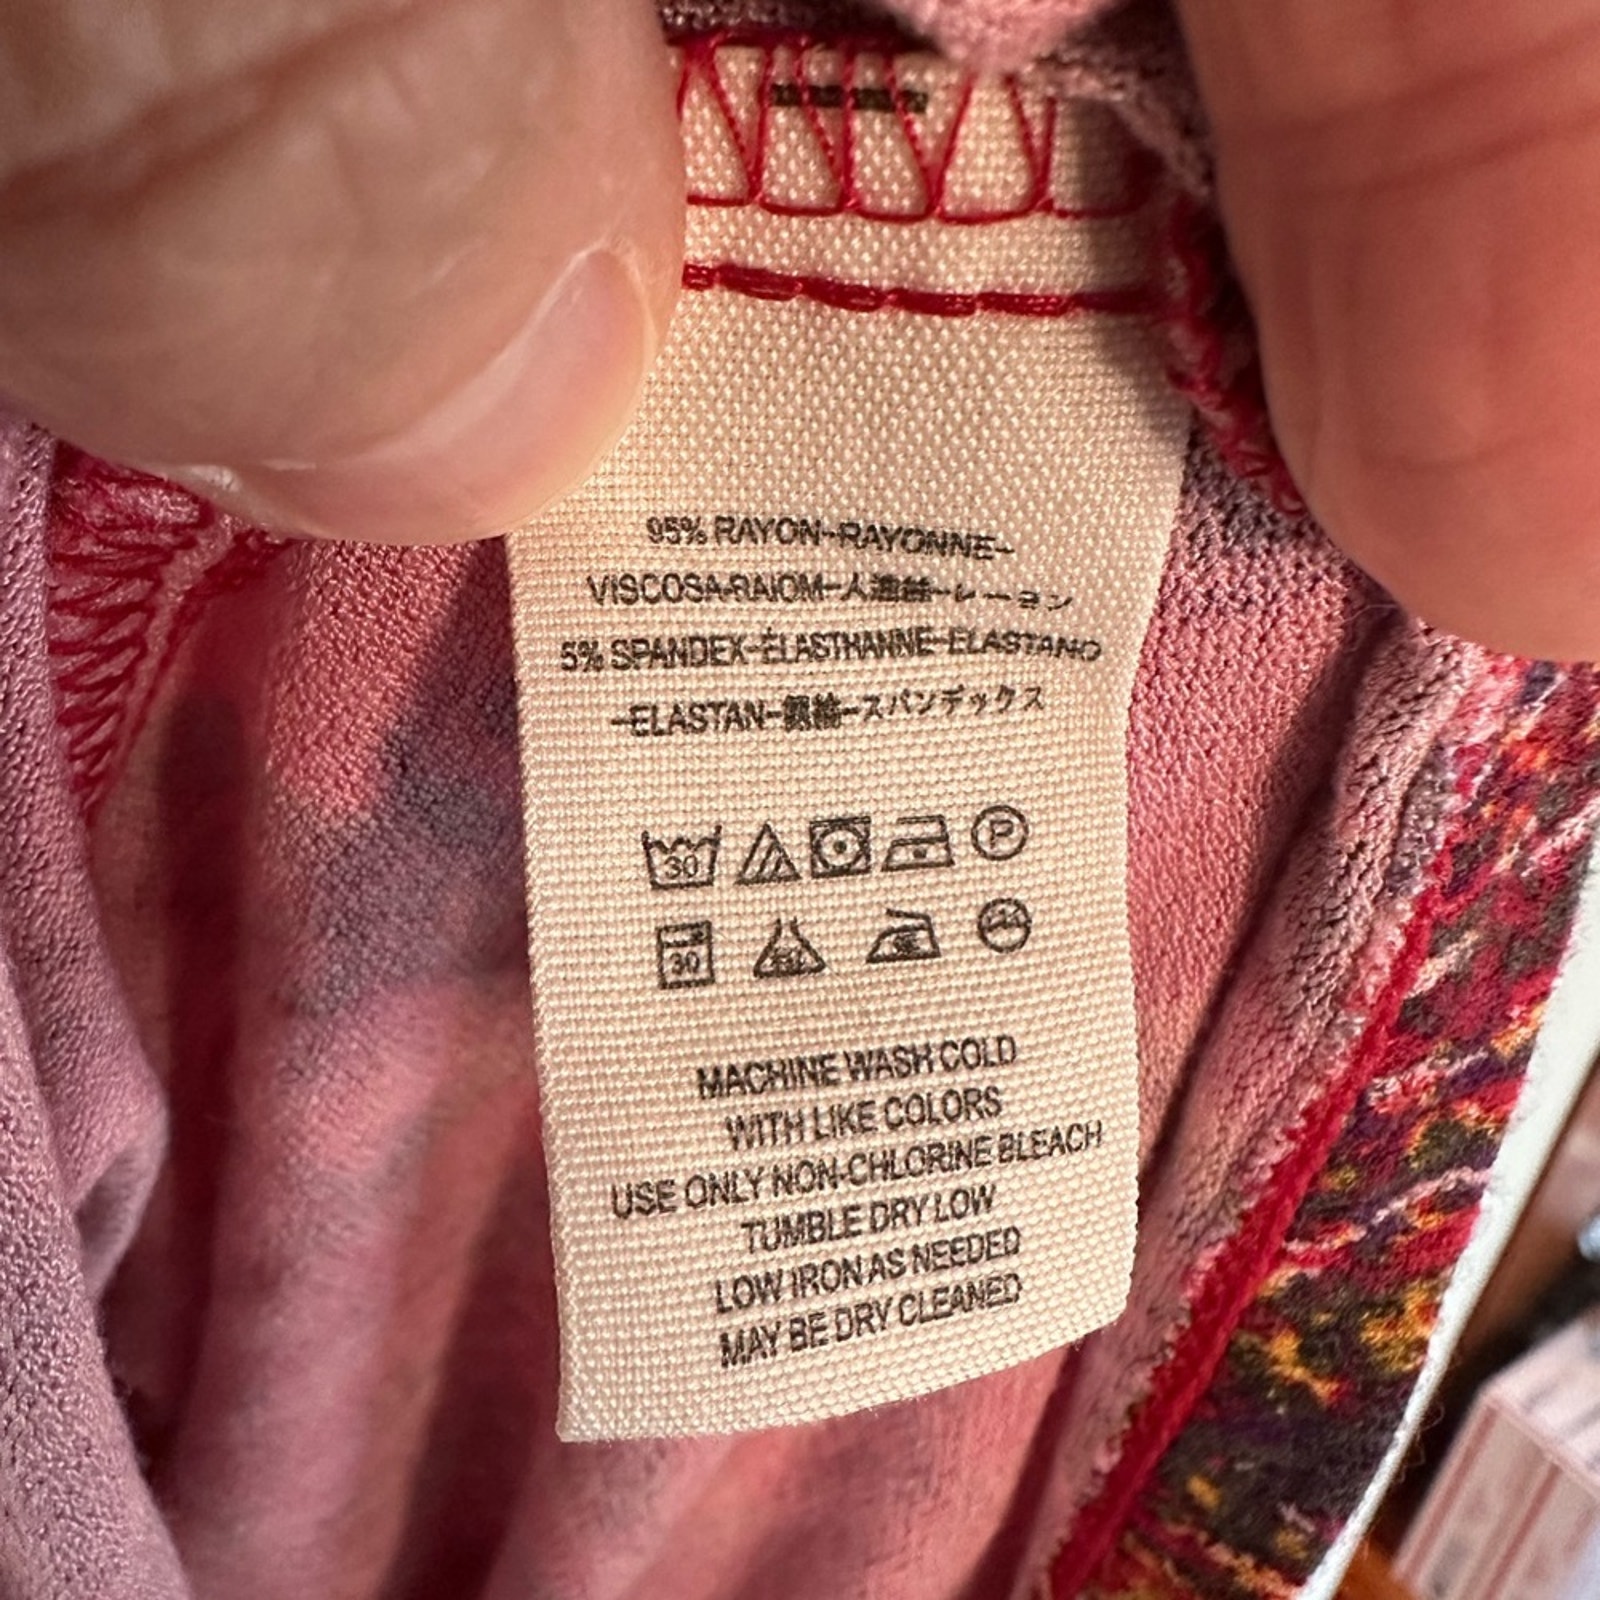 95% RAYON-RAYONNE-
VISCOSA-RAIOM-人造絲-レーヨン
5% SPANDEX-ÉLASTHANNE-ELASTANO
-ELASTAN- -スパンデックス
30
P
30
MACHINE WASH COLD
WITH LIKE COLORS
USE ONLY NON-CHLORINE BLEACH
TUMBLE DRY LOW
LOW IRON AS NEEDED
MAY BE DRY CLEANED